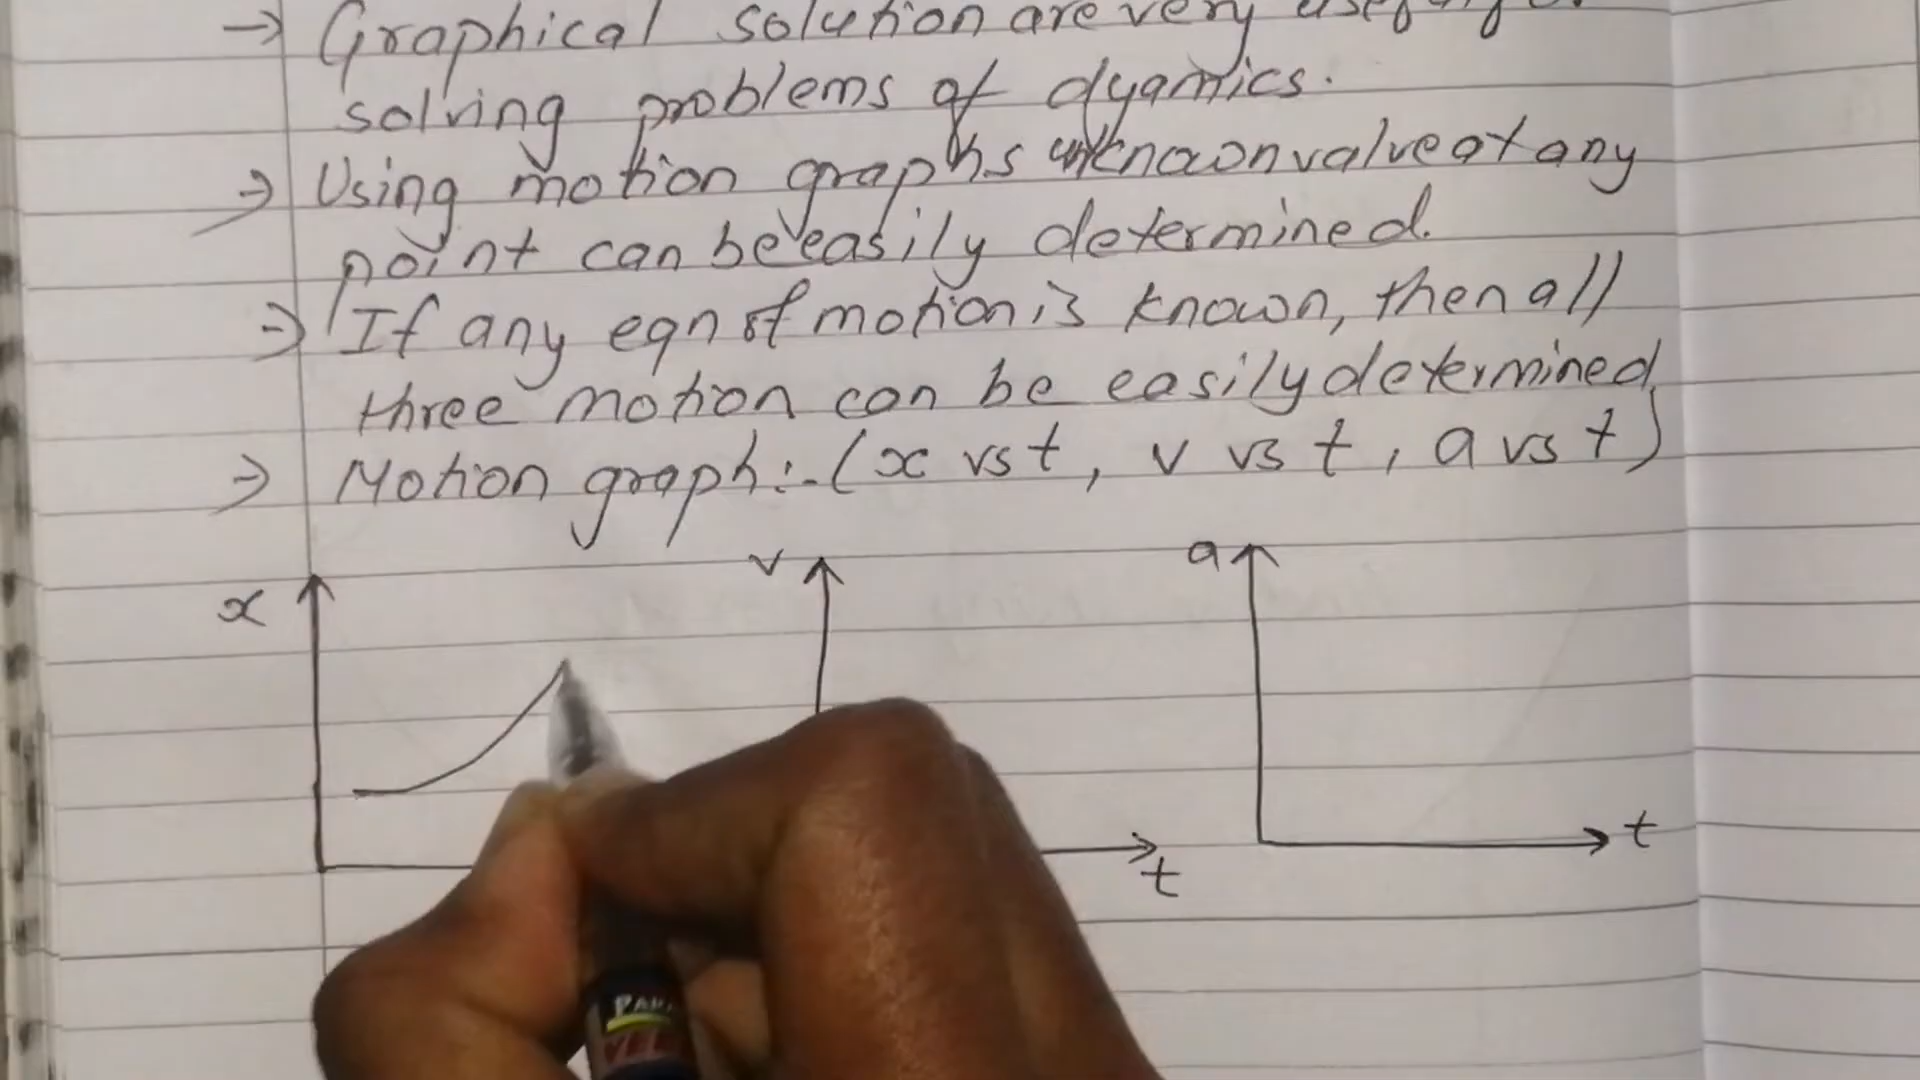 → Graphical solution are very
solving problems of dyamics.
⇒ Using motion graphs unknown valve at any
point can be easily determined.
⇒ If any eqn of motion is known, then all
three motion can be easily determined
⇒ Motion graph:-(x vs t, v vs t, a vs t)
x
v
a
t
t